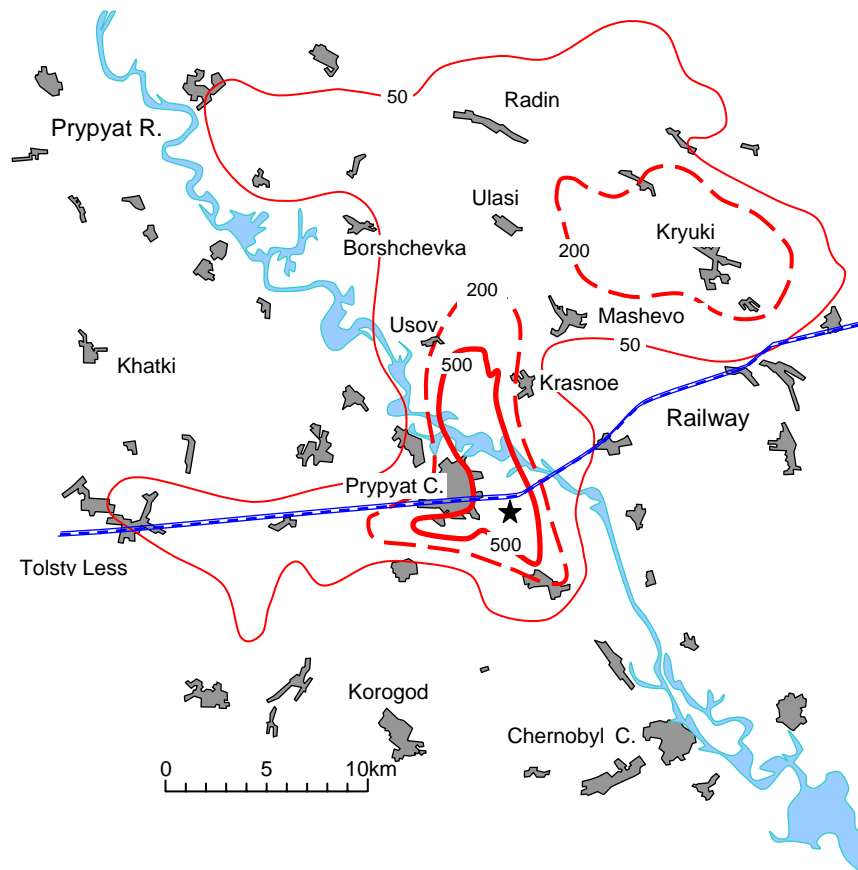 50
Radin
Prypyat R.
Ulasi
Kryuki
Borshchevka
200
200
Mashevo
Usov
50
Khatki
500
Krasnoe
Railway
Prypyat C.
500
Tolsty Less
Korogod
Chernobyl C.
0 5 10km